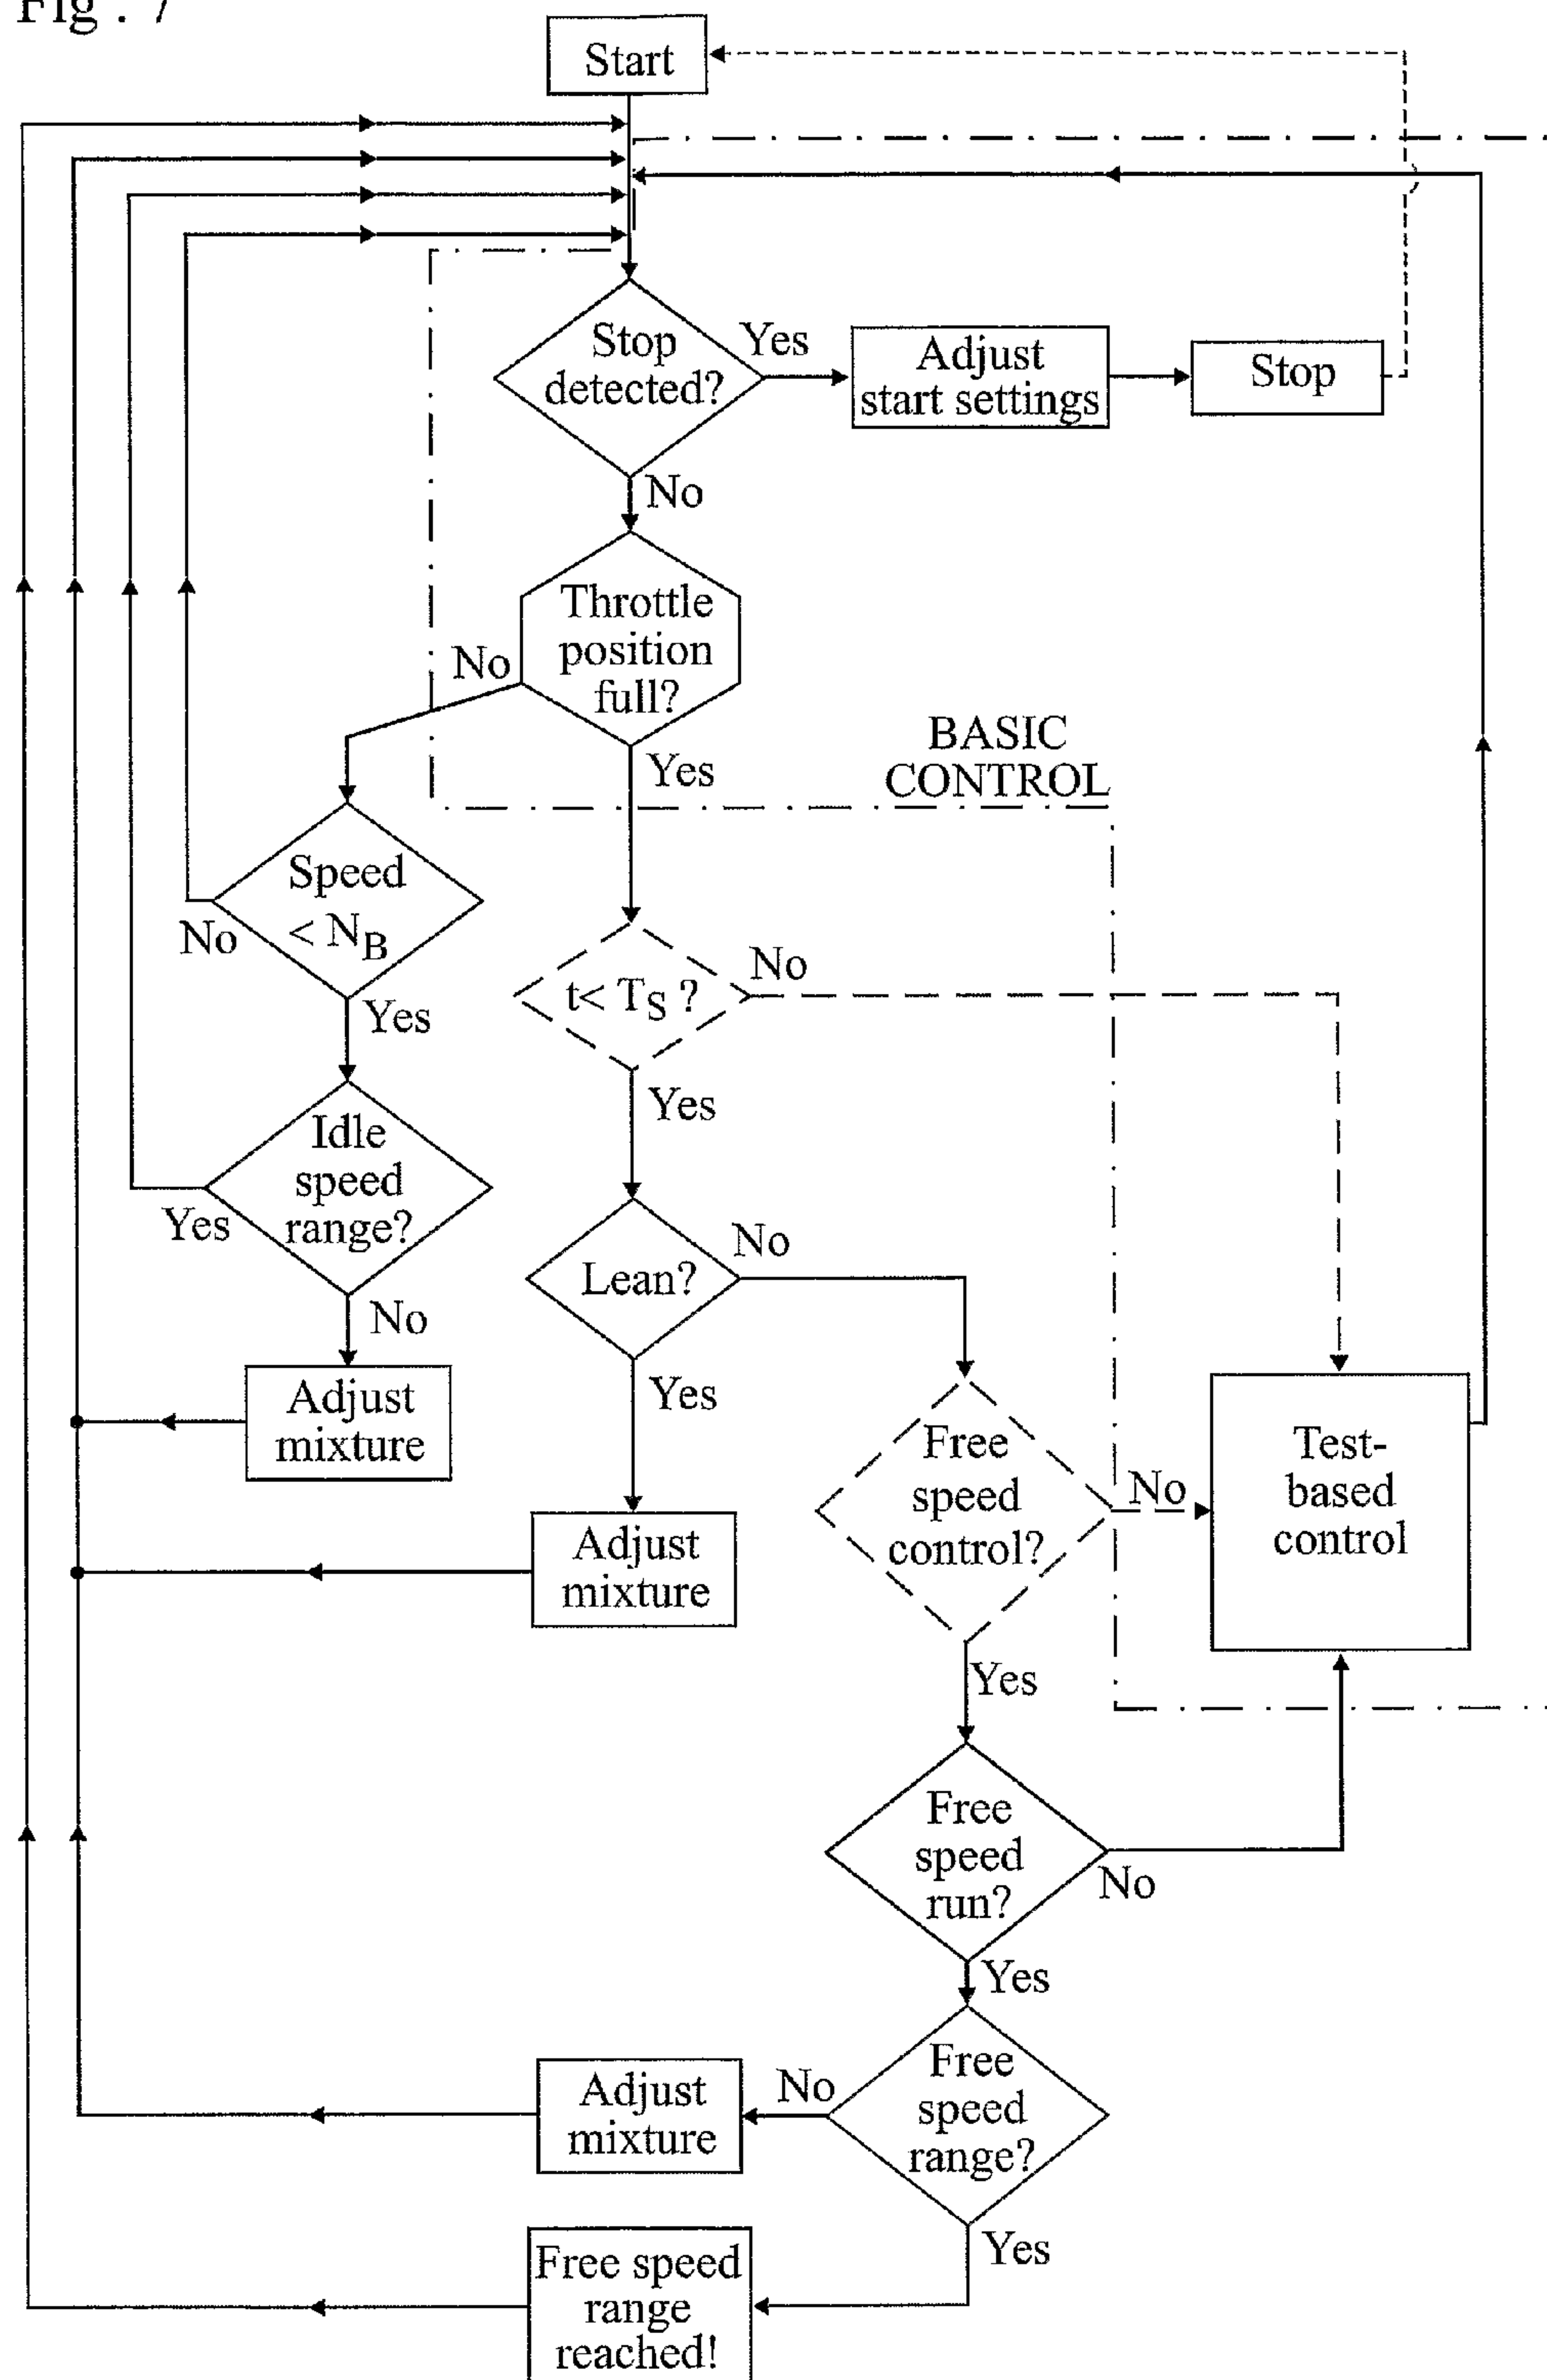 Fig . 7
Start
Stop
detected?
Yes
Adjust
start settings
Stop
No
Throttle
position
full?
No
Yes
BASIC
CONTROL
Speed
< NB
No
Yes
t< TS ?
No
Yes
Idle
speed
range?
Yes
No
Lean?
No
Yes
Adjust
mixture
Adjust
mixture
Free
speed
control?
No
Test-
based
control
Yes
Free
speed
run?
No
Yes
Free
speed
range?
No
Adjust
mixture
Yes
Free speed
range
reached!